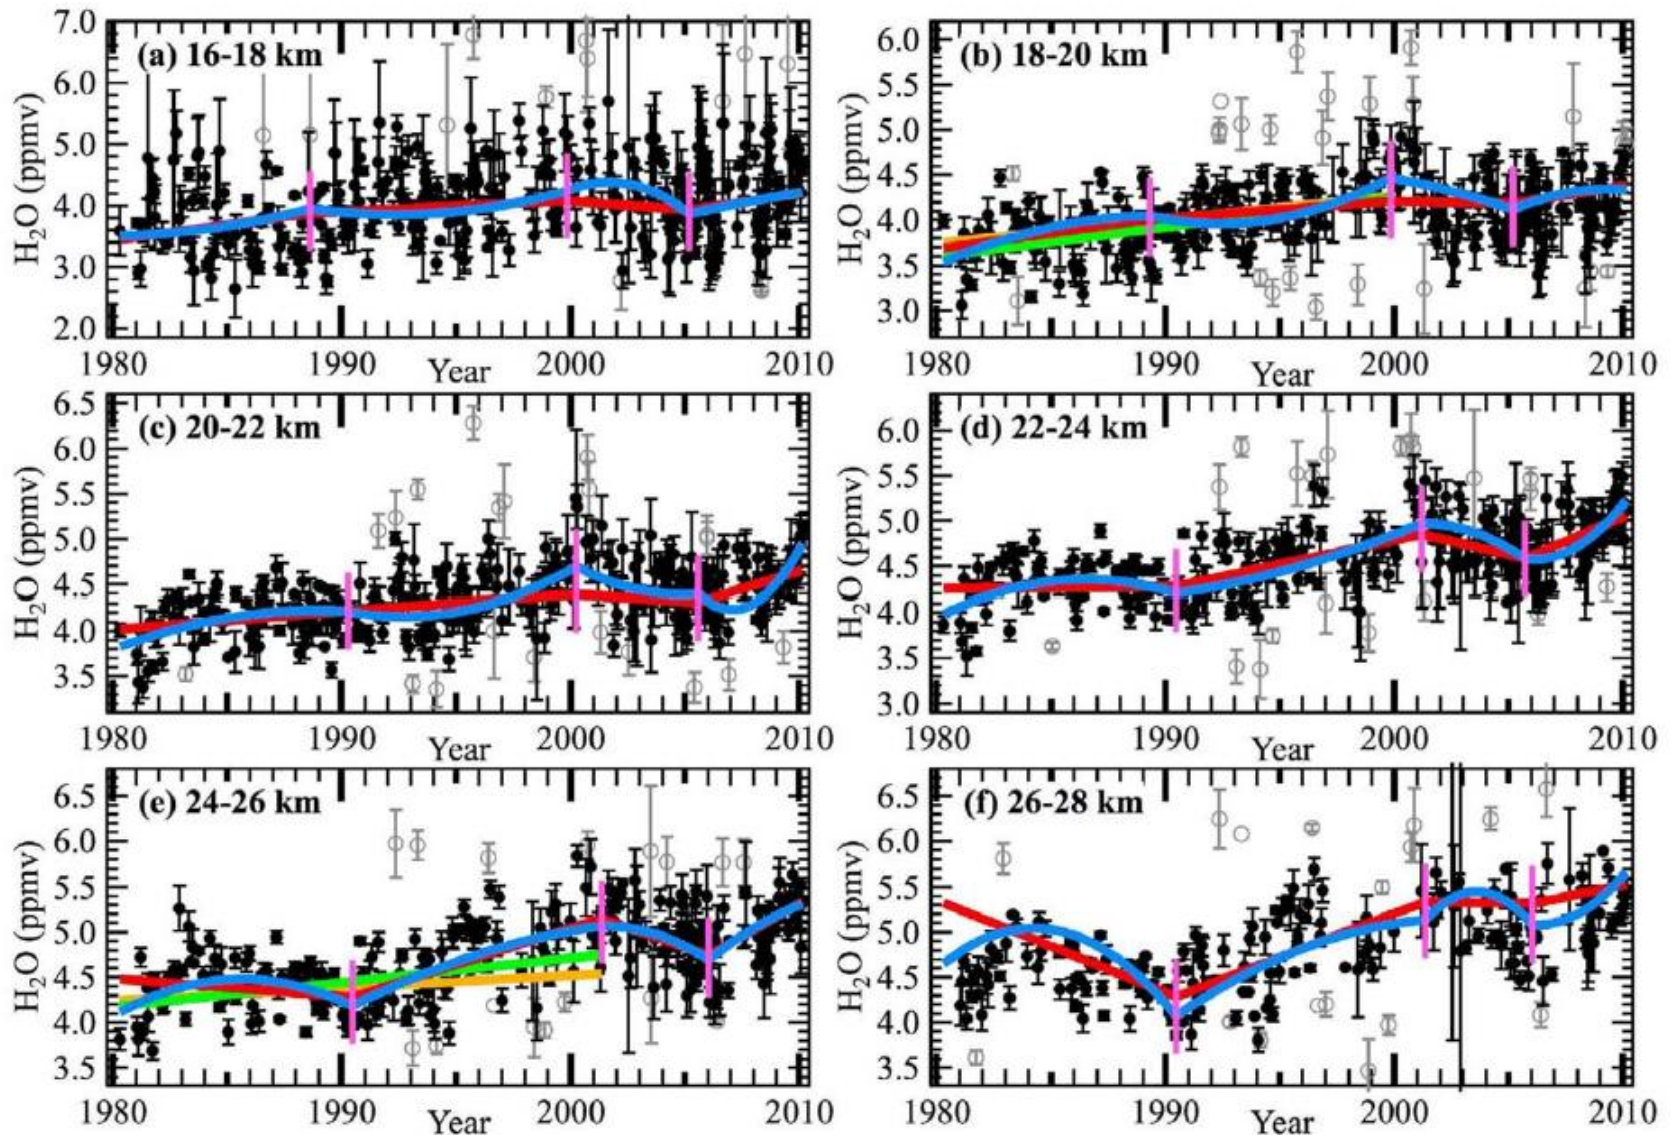 7.0
(a) 16-18 km
6.0
5.0
4.0
3.0
2.0
H₂O (ppmv)
1980 1990 Year 2000 2010
6.0
(b) 18-20 km
5.5
5.0
4.5
4.0
3.5
3.0
H₂O (ppmv)
1980 1990 Year 2000 2010
6.5
(c) 20-22 km
6.0
5.5
5.0
4.5
4.0
3.5
H₂O (ppmv)
1980 1990 Year 2000 2010
6.0
(d) 22-24 km
5.5
5.0
4.5
4.0
3.5
3.0
H₂O (ppmv)
1980 1990 Year 2000 2010
6.5
(e) 24-26 km
6.0
5.5
5.0
4.5
4.0
3.5
H₂O (ppmv)
1980 1990 Year 2000 2010
6.5
(f) 26-28 km
6.0
5.5
5.0
4.5
4.0
3.5
H₂O (ppmv)
1980 1990 Year 2000 2010